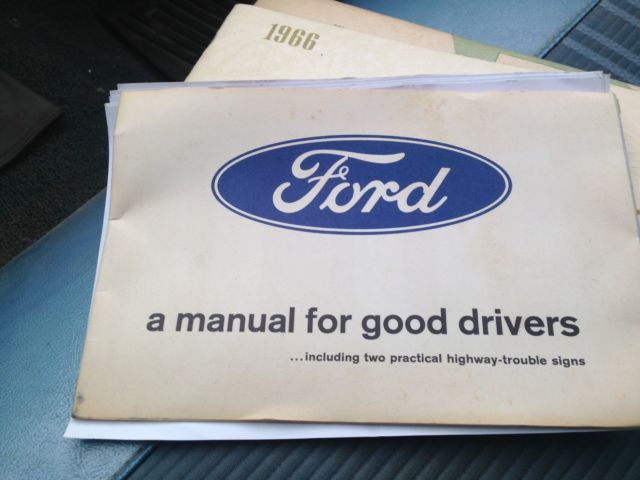 1966
Ford
a manual for good drivers
...including two practical highway-trouble signs